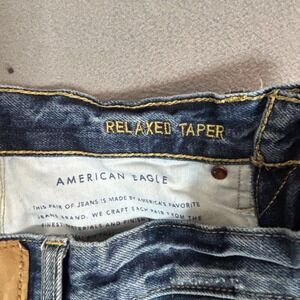 RELAXED TAPER
AMERICAN EAGLE
THIS PAIR OF JEANS IS MADE BY AMERICA'S FAVORITE
JEANS BRAND. WE CRAFT EACH PAIR FROM THE
FINEST MATERIALS AND